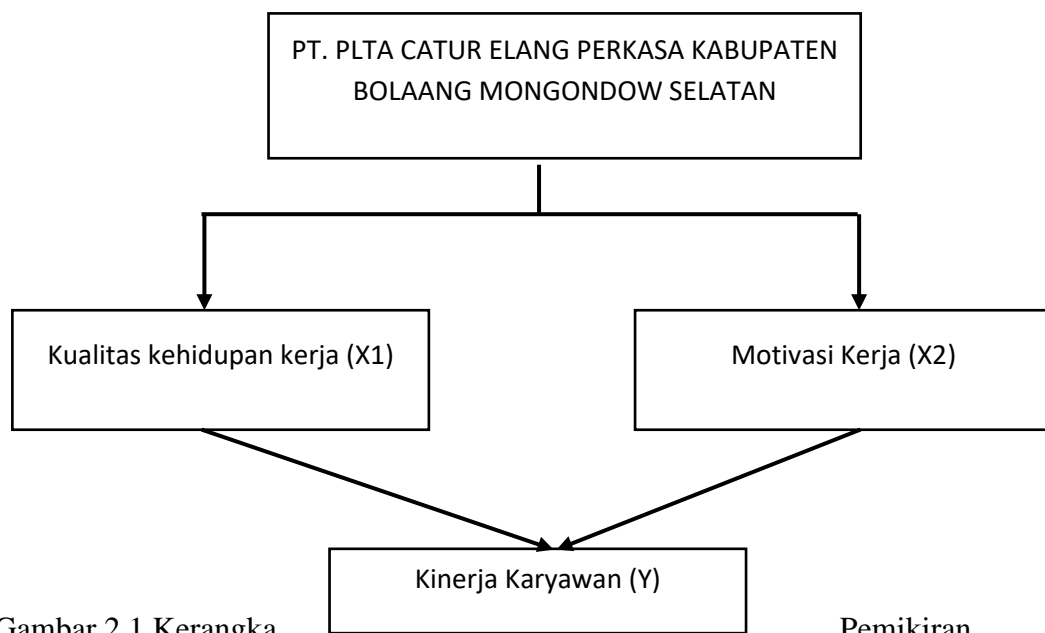 PT. PLTA CATUR ELANG PERKASA KABUPATEN
BOLAANG MONGONDOW SELATAN
Kualitas kehidupan kerja (X1)
Motivasi Kerja (X2)
Kinerja Karyawan (Y)
Gambar 2.1 Kerangka Pemikiran